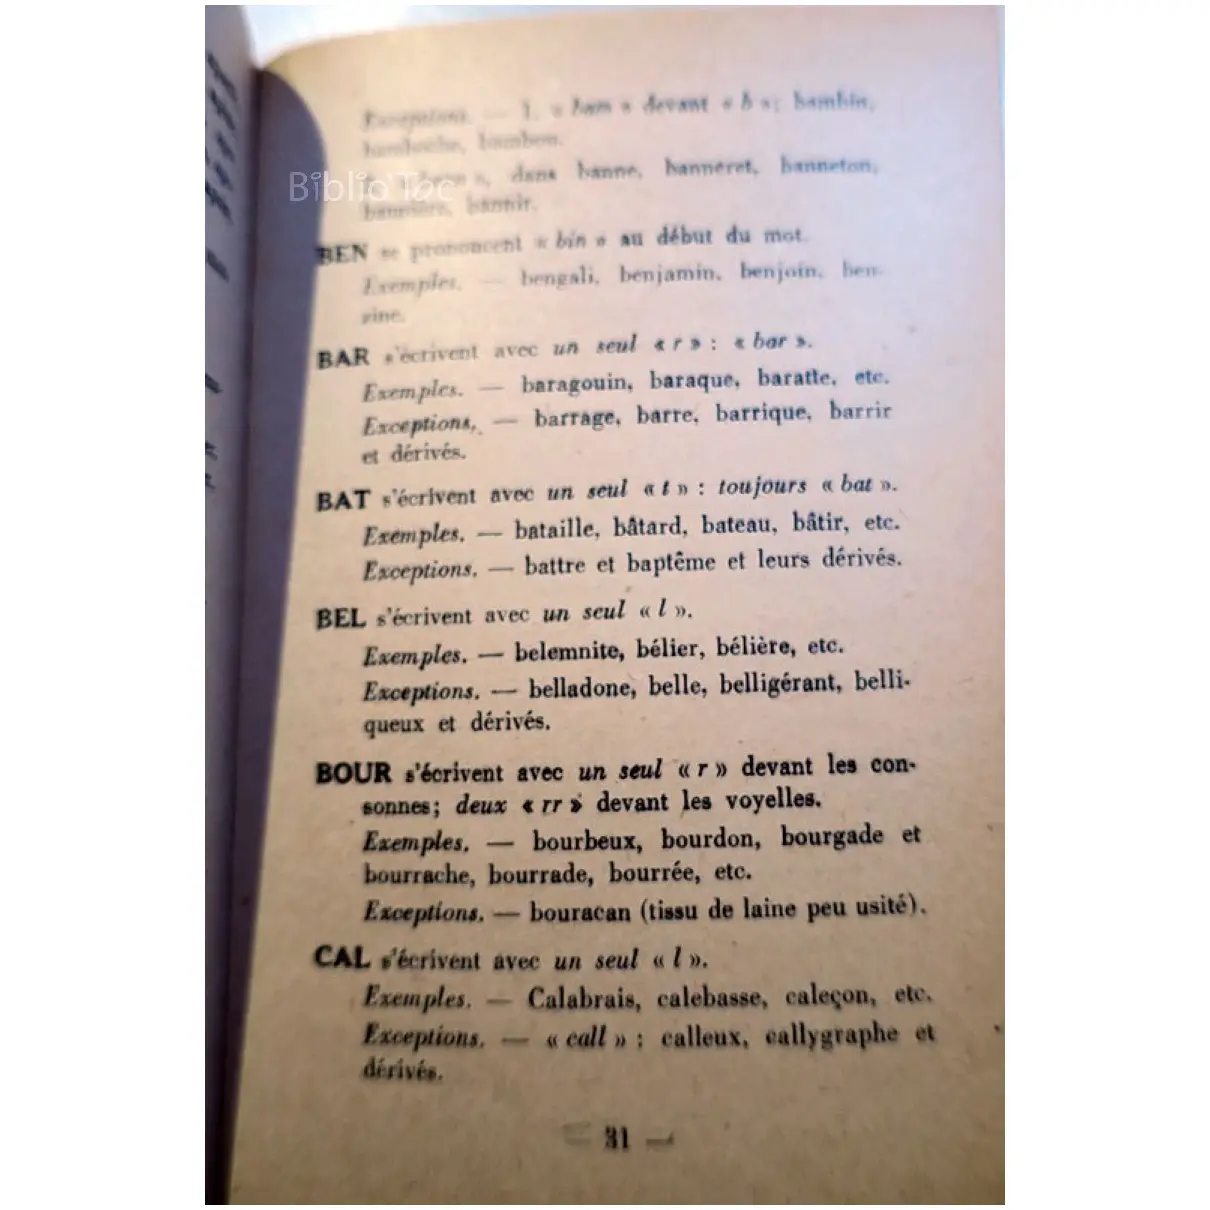 Exceptions. — 1. « bam » devant « b »; bambin,
bamboche, bambou.
dans banne, banneret, banneton,
bannière, bannir.
Biblio'Toc
BEN se prononcent « bin » au début du mot.
Exemples. — bengali, benjamin, benjoin, ben-
zine.
BAR s'écrivent avec un seul « r » : « bar ».
Exemples. — baragouin, baraque, baratte, etc.
Exceptions. — barrage, barre, barrique, barrir
et dérivés.
BAT s'écrivent avec un seul « t » : toujours « bat ».
Exemples. — bataille, bâtard, bateau, bâtir, etc.
Exceptions. — battre et baptême et leurs dérivés.
BEL s'écrivent avec un seul « l ».
Exemples. — belemnite, bélier, bélière, etc.
Exceptions. — belladone, belle, belligérant, belli-
queux et dérivés.
BOUR s'écrivent avec un seul « r » devant les con-
sonnes; deux « rr » devant les voyelles.
Exemples. — bourbeux, bourdon, bourgade et
bourrache, bourrade, bourrée, etc.
Exceptions. — bouracan (tissu de laine peu usité).
CAL s'écrivent avec un seul « l ».
Exemples. — Calabrais, calebasse, caleçon, etc.
Exceptions. — « call » : calleux, callygraphe et
dérivés.
— 31 —